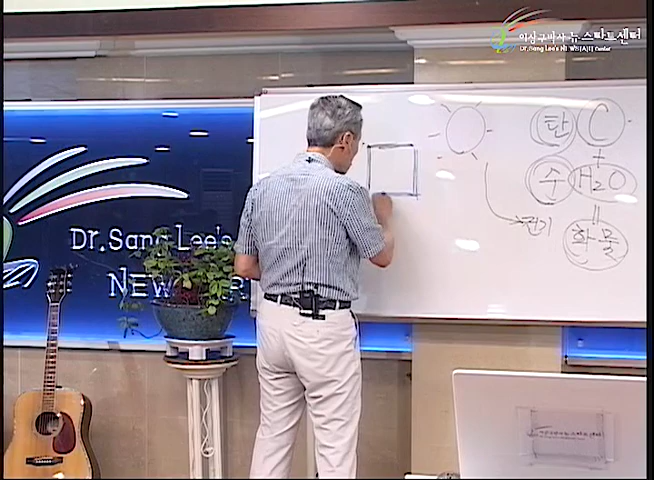 이상구박사 뉴스타트센터
Dr.Sang Lee's NEWSTART Center
탄 C
+
수 H2O
=
전기
화물
Dr.Sang Lee's
NEW